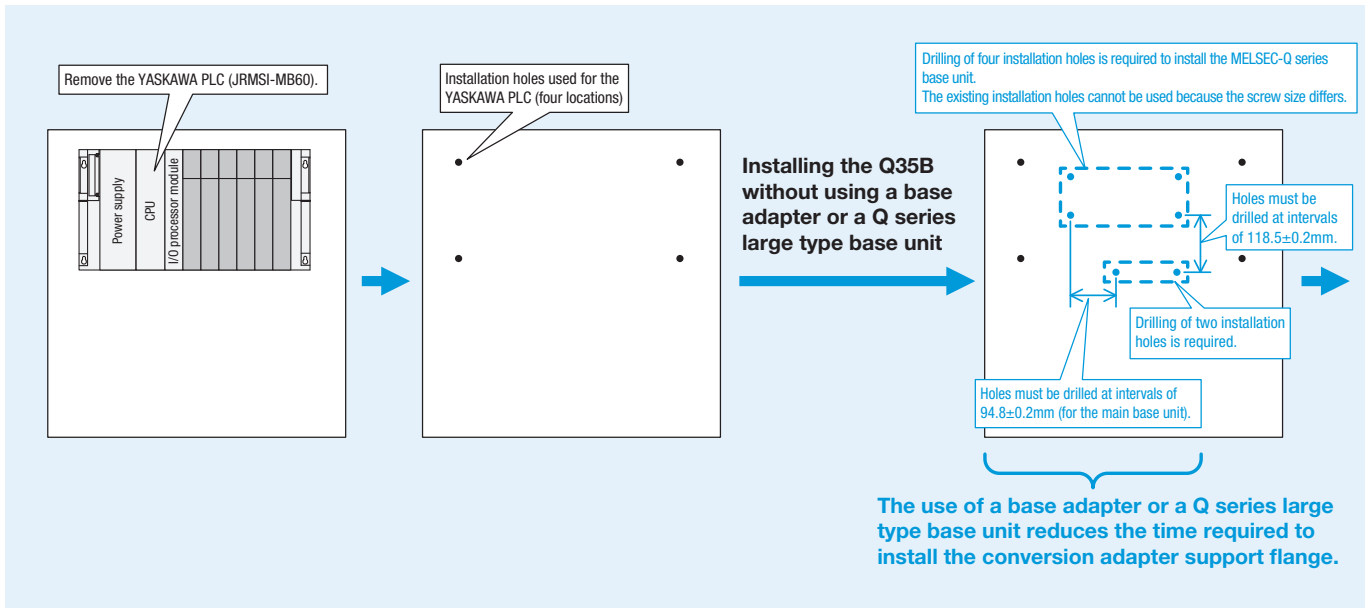 Remove the YASKAWA PLC (JRMSI-MB60).
Power supply
CPU
I/O processor module
Installation holes used for the
YASKAWA PLC (four locations)
Installing the Q35B
without using a base
adapter or a Q series
large type base unit
Drilling of four installation holes is required to install the MELSEC-Q series
base unit.
The existing installation holes cannot be used because the screw size differs.
Holes must be
drilled at intervals
of 118.5±0.2mm.
Drilling of two installation
holes is required.
Holes must be drilled at intervals of
94.8±0.2mm (for the main base unit).
The use of a base adapter or a Q series large
type base unit reduces the time required to
install the conversion adapter support flange.